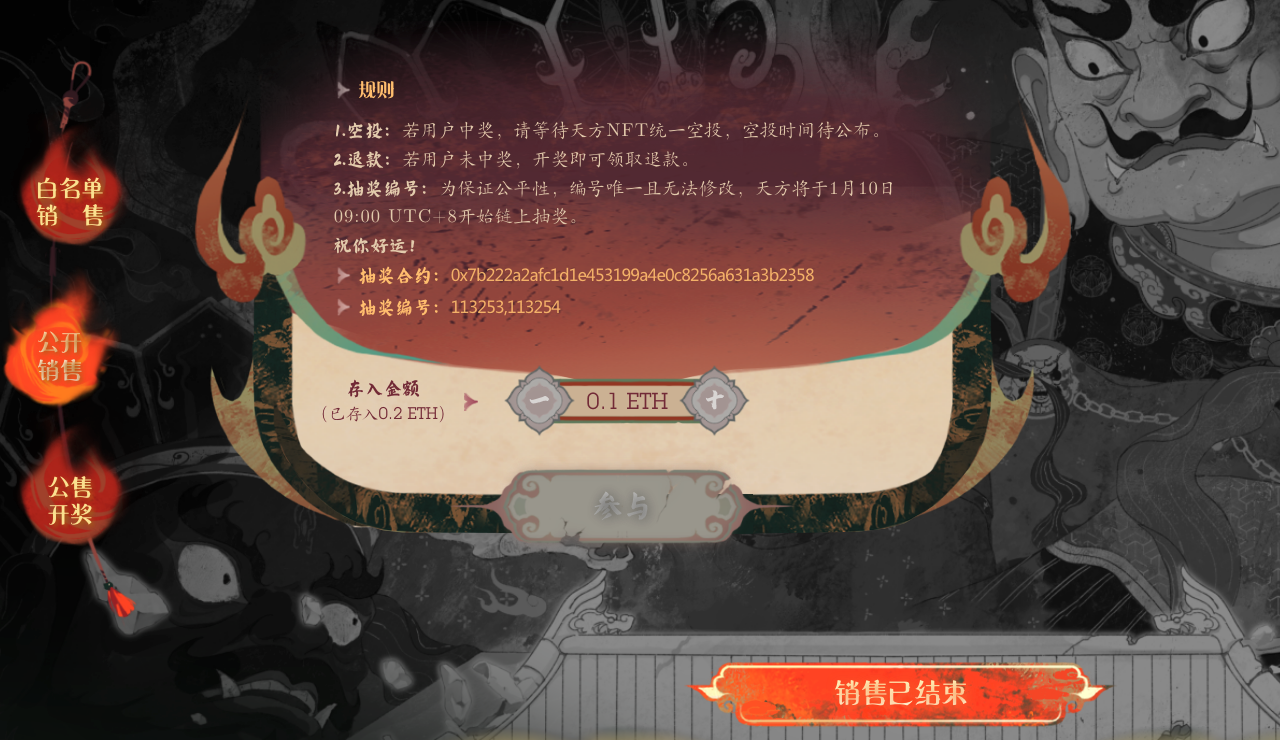 规则
1.空投：若用户中奖，请等待天方NFT统一空投，空投时间待公布。
2.退款：若用户未中奖，开奖即可领取退款。
3.抽奖编号：为保证公平性，编号唯一且无法修改，天方将于1月10日
09:00 UTC+8开始链上抽奖。
祝你好运!
抽奖合约：0x7b222a2afc1d1e453199a4e0c8256a631a3b2358
抽奖编号：113253,113254
白名单
销售
公开
销售
公售
开奖
存入金额
(已存入0.2 ETH)
一 0.1 ETH 十
参与
销售已结束